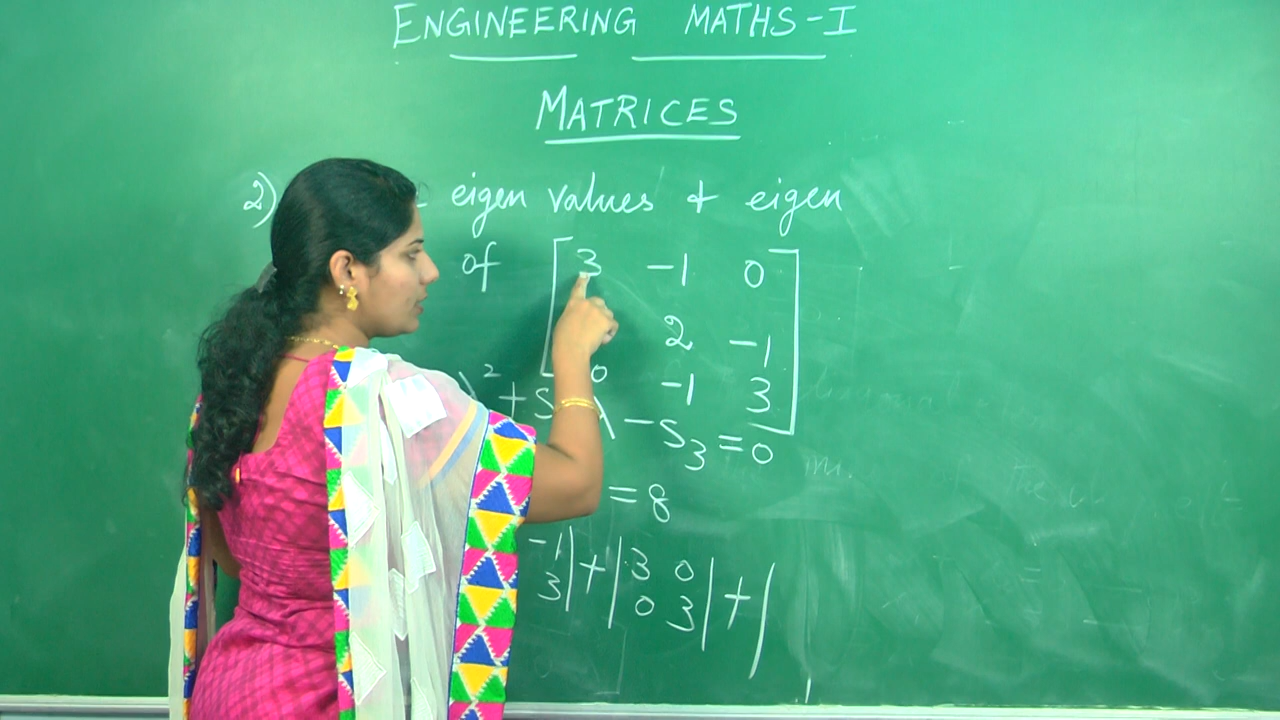 ENGINEERING MATHS-I
MATRICES
2) eigen values + eigen
of [ 3 -1 0
2 -1
0 -1 3 ]
² + S λ - S₃ = 0
= 8
-1
3 | + | 3 0
0 3 | + |